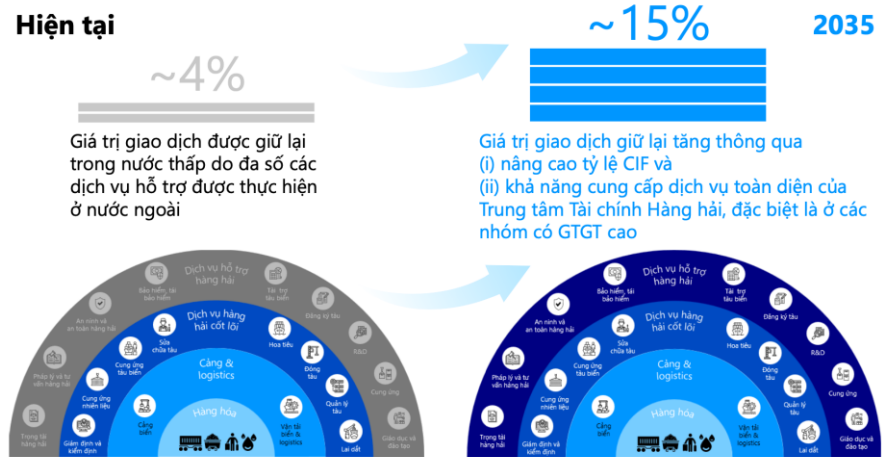 Hiện tại
~4%
Giá trị giao dịch được giữ lại
trong nước thấp do đa số các
dịch vụ hỗ trợ được thực hiện
ở nước ngoài
~15%
2035
Giá trị giao dịch giữ lại tăng thông qua
(i) nâng cao tỷ lệ CIF và
(ii) khả năng cung cấp dịch vụ toàn diện của
Trung tâm Tài chính Hàng hải, đặc biệt là ở các
nhóm có GTGT cao
Dịch vụ hỗ trợ
hàng hải
Bảo hiểm, tái
bảo hiểm
Tài trợ
tàu biển
An ninh và
an toàn hàng hải
Đăng ký tàu
Pháp lý và tư
vấn hàng hải
R&D
Trọng tài
hàng hải
Cung ứng
Giáo dục và
đào tạo
Dịch vụ hàng
hải cốt lõi
Sửa
chữa tàu
Hoa tiêu
Cung ứng
tàu biển
Đóng
tàu
Cung ứng
nhiên liệu
Quản lý
tàu
Giám định và
kiểm định
Lai dắt
Cảng &
logistics
Cảng
biển
Vận tải
biển &
logistics
Hàng hóa
Dịch vụ hỗ trợ
hàng hải
Bảo hiểm, tái
bảo hiểm
Tài trợ
tàu biển
An ninh và
an toàn hàng hải
Đăng ký tàu
Pháp lý và tư
vấn hàng hải
R&D
Trọng tài
hàng hải
Cung ứng
Giáo dục và
đào tạo
Dịch vụ hàng
hải cốt lõi
Sửa
chữa tàu
Hoa tiêu
Cung ứng
tàu biển
Đóng
tàu
Cung ứng
nhiên liệu
Quản lý
tàu
Giám định và
kiểm định
Lai dắt
Cảng &
logistics
Cảng
biển
Vận tải
biển &
logistics
Hàng hóa